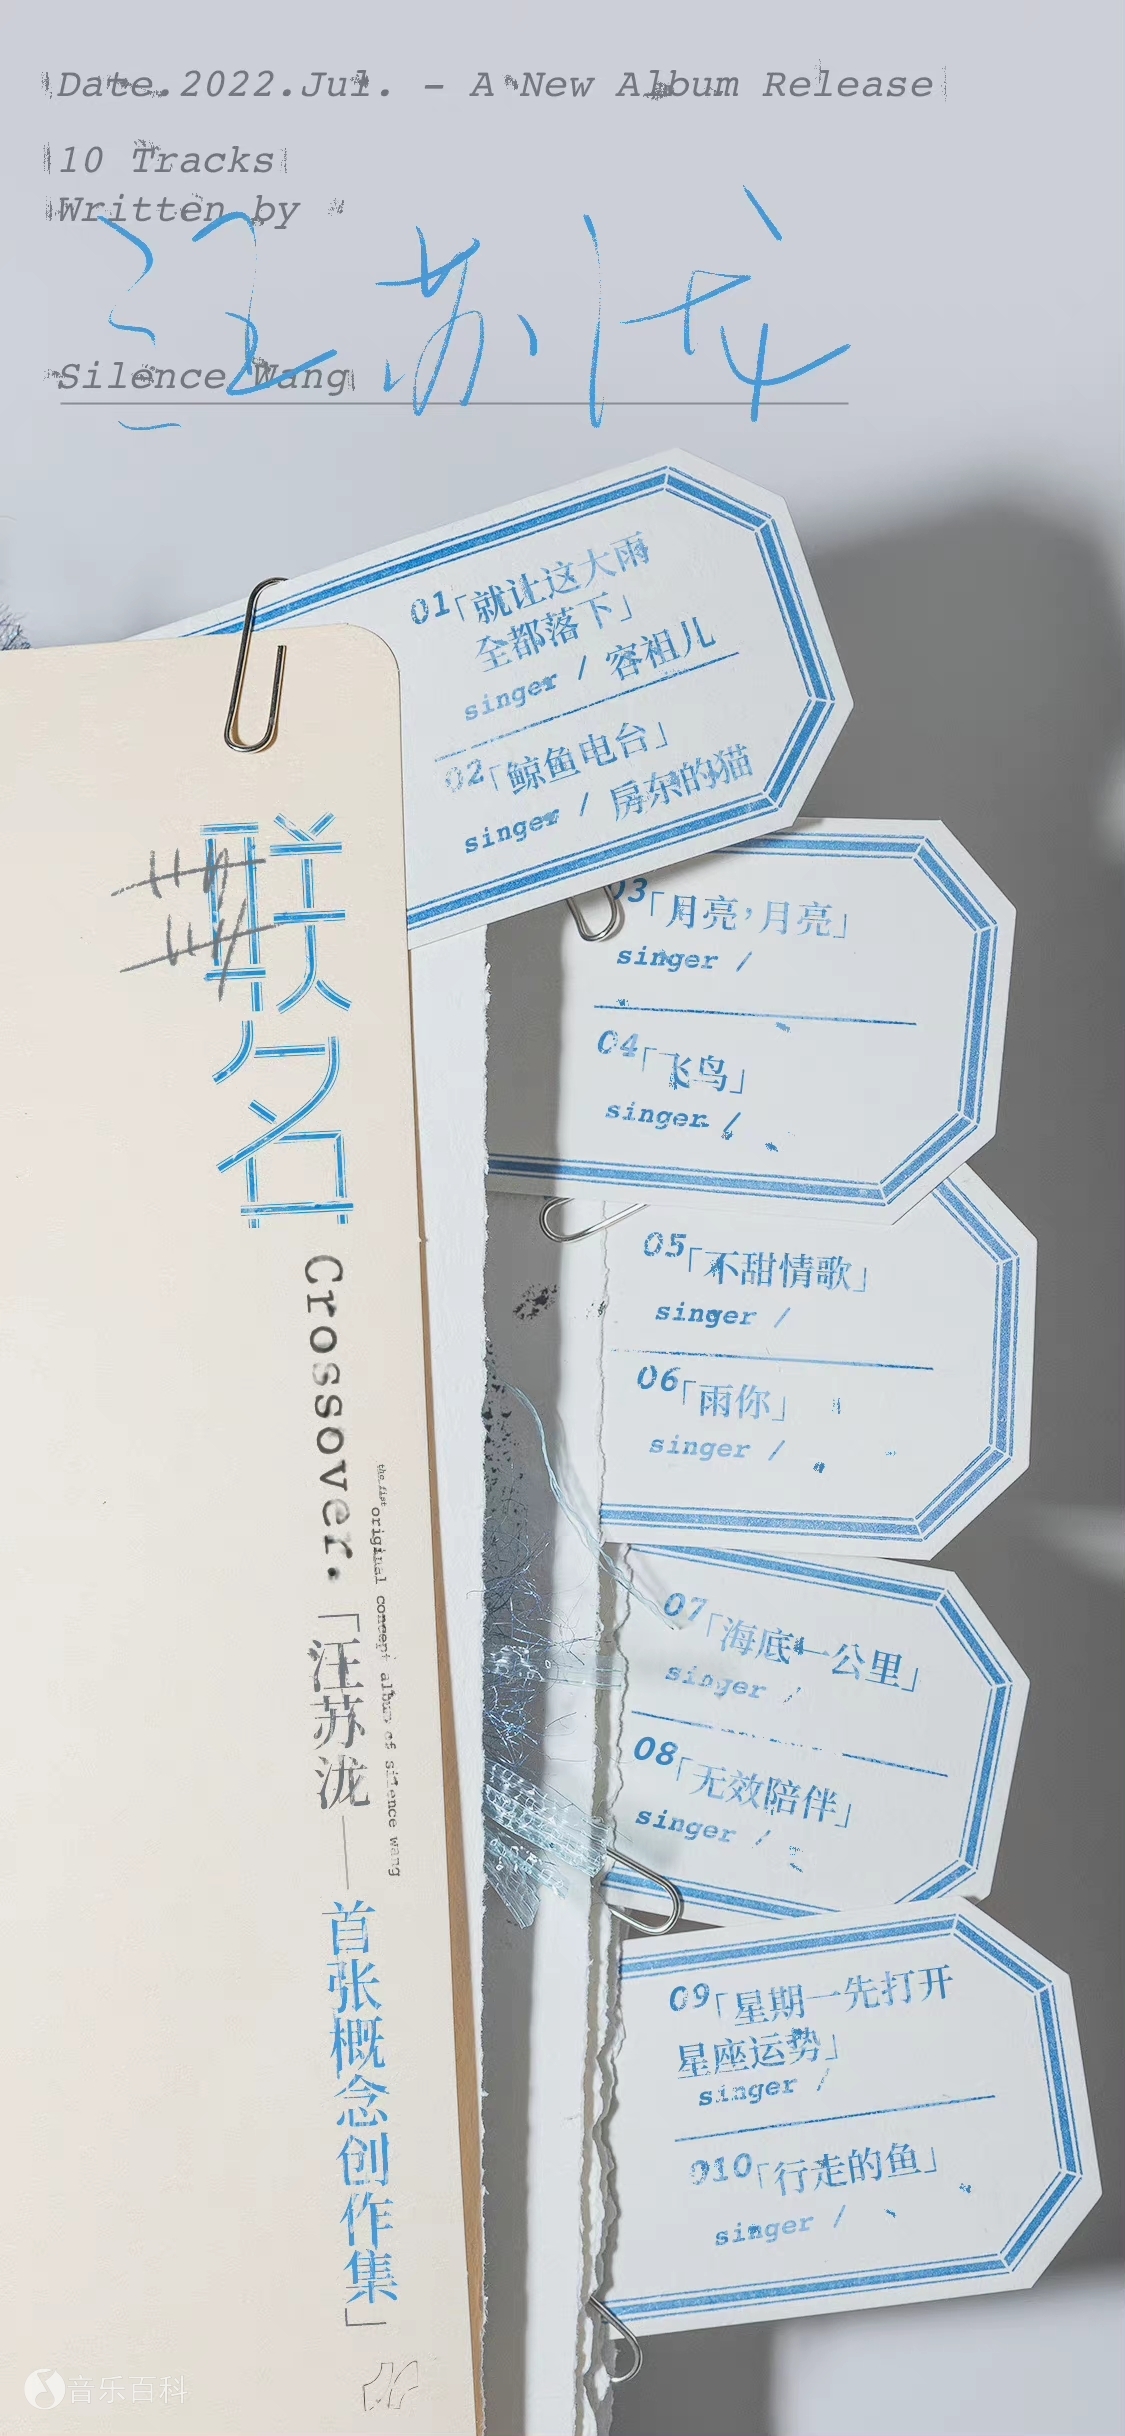 Date.2022.Jul. - A New Album Release
10 Tracks
Written by
汪苏泷
Silence Wang
01「就让这大雨
全都落下」
singer / 容祖儿
02「鲸鱼电台」
singer / 房东的猫
03「月亮，月亮」
singer /
04「飞鸟」
singer /
05「不甜情歌」
singer /
06「雨你」
singer /
07「海底一公里」
singer /
08「无效陪伴」
singer /
09「星期一先打开
星座运势」
singer /
010「行走的鱼」
singer /
联名
Crossover.「汪苏泷——首张概念创作集」
the first original concept album of silence wang
音乐百科